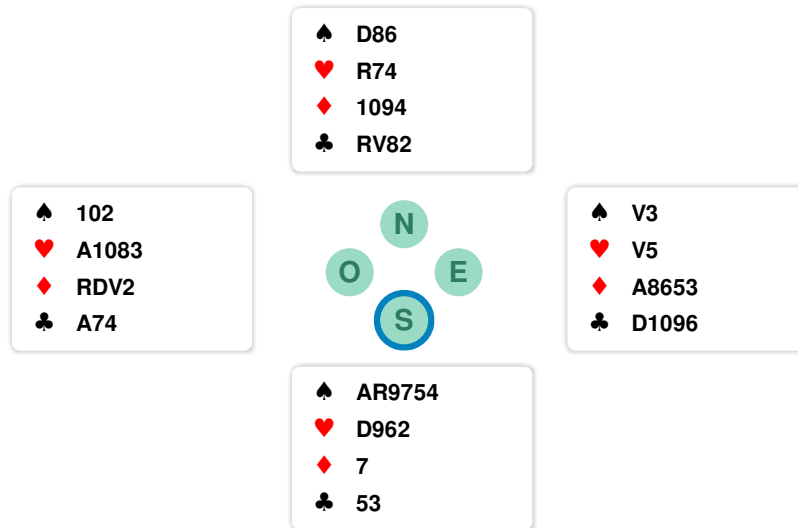 ♠ D86
♥ R74
♦ 1094
♣ RV82
♠ 102
♥ A1083
♦ RDV2
♣ A74
N
O E
S
♠ V3
♥ V5
♦ A8653
♣ D1096
♠ AR9754
♥ D962
♦ 7
♣ 53